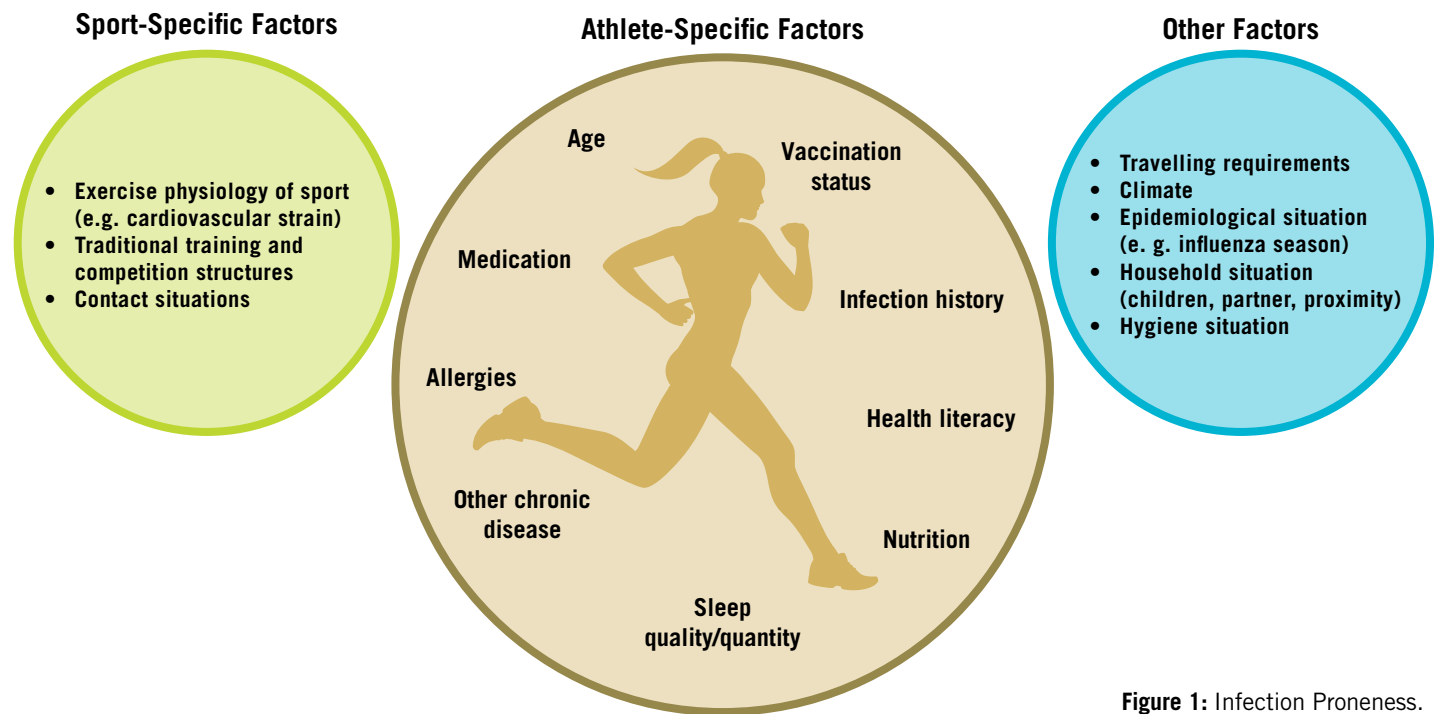 Sport-Specific Factors
• Exercise physiology of sport
(e.g. cardiovascular strain)
• Traditional training and
competition structures
• Contact situations
Athlete-Specific Factors
Age
Vaccination
status
Medication
Infection history
Allergies
Health literacy
Other chronic
disease
Nutrition
Sleep
quality/quantity
Other Factors
• Travelling requirements
• Climate
• Epidemiological situation
(e. g. influenza season)
• Household situation
(children, partner, proximity)
• Hygiene situation
Figure 1: Infection Proneness.